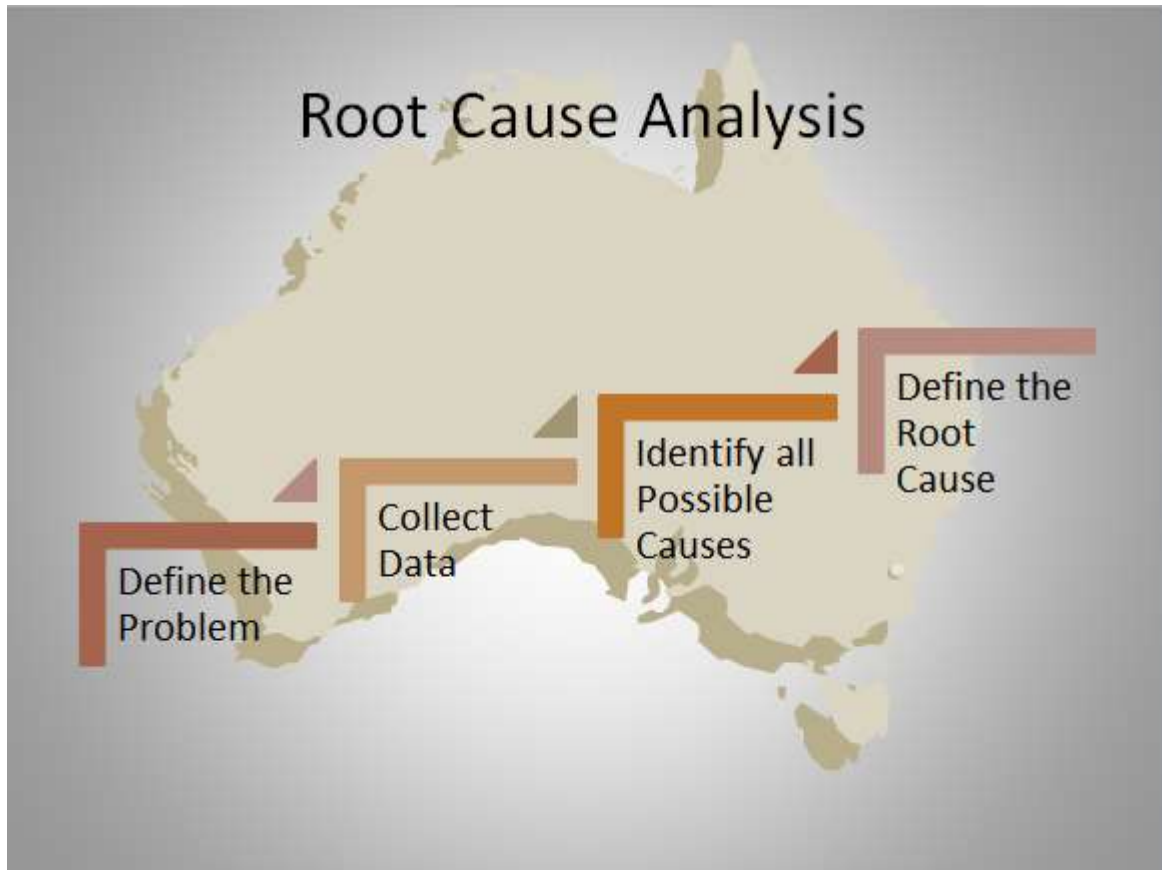 Root Cause Analysis
Define the
Problem
Collect
Data
Identify all
Possible
Causes
Define the
Root
Cause